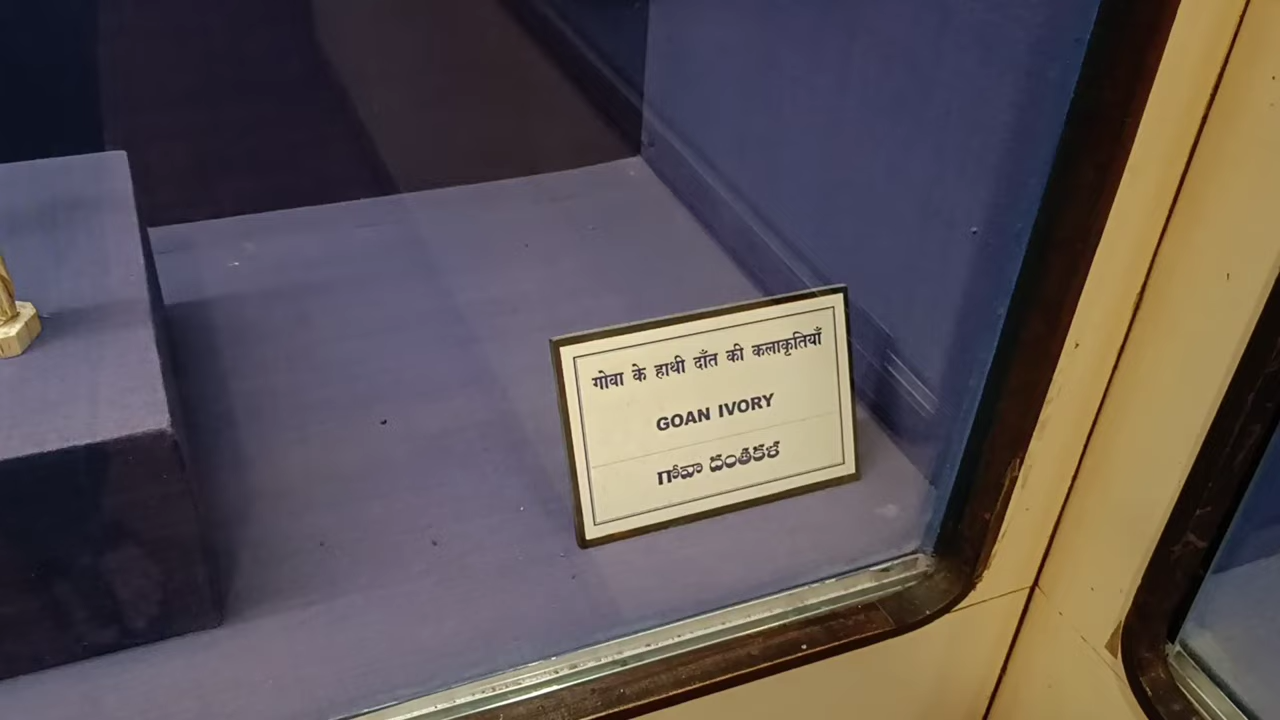 गोवा के हाथी दाँत की कलाकृतियाँ
GOAN IVORY
గోవా దంతకళ